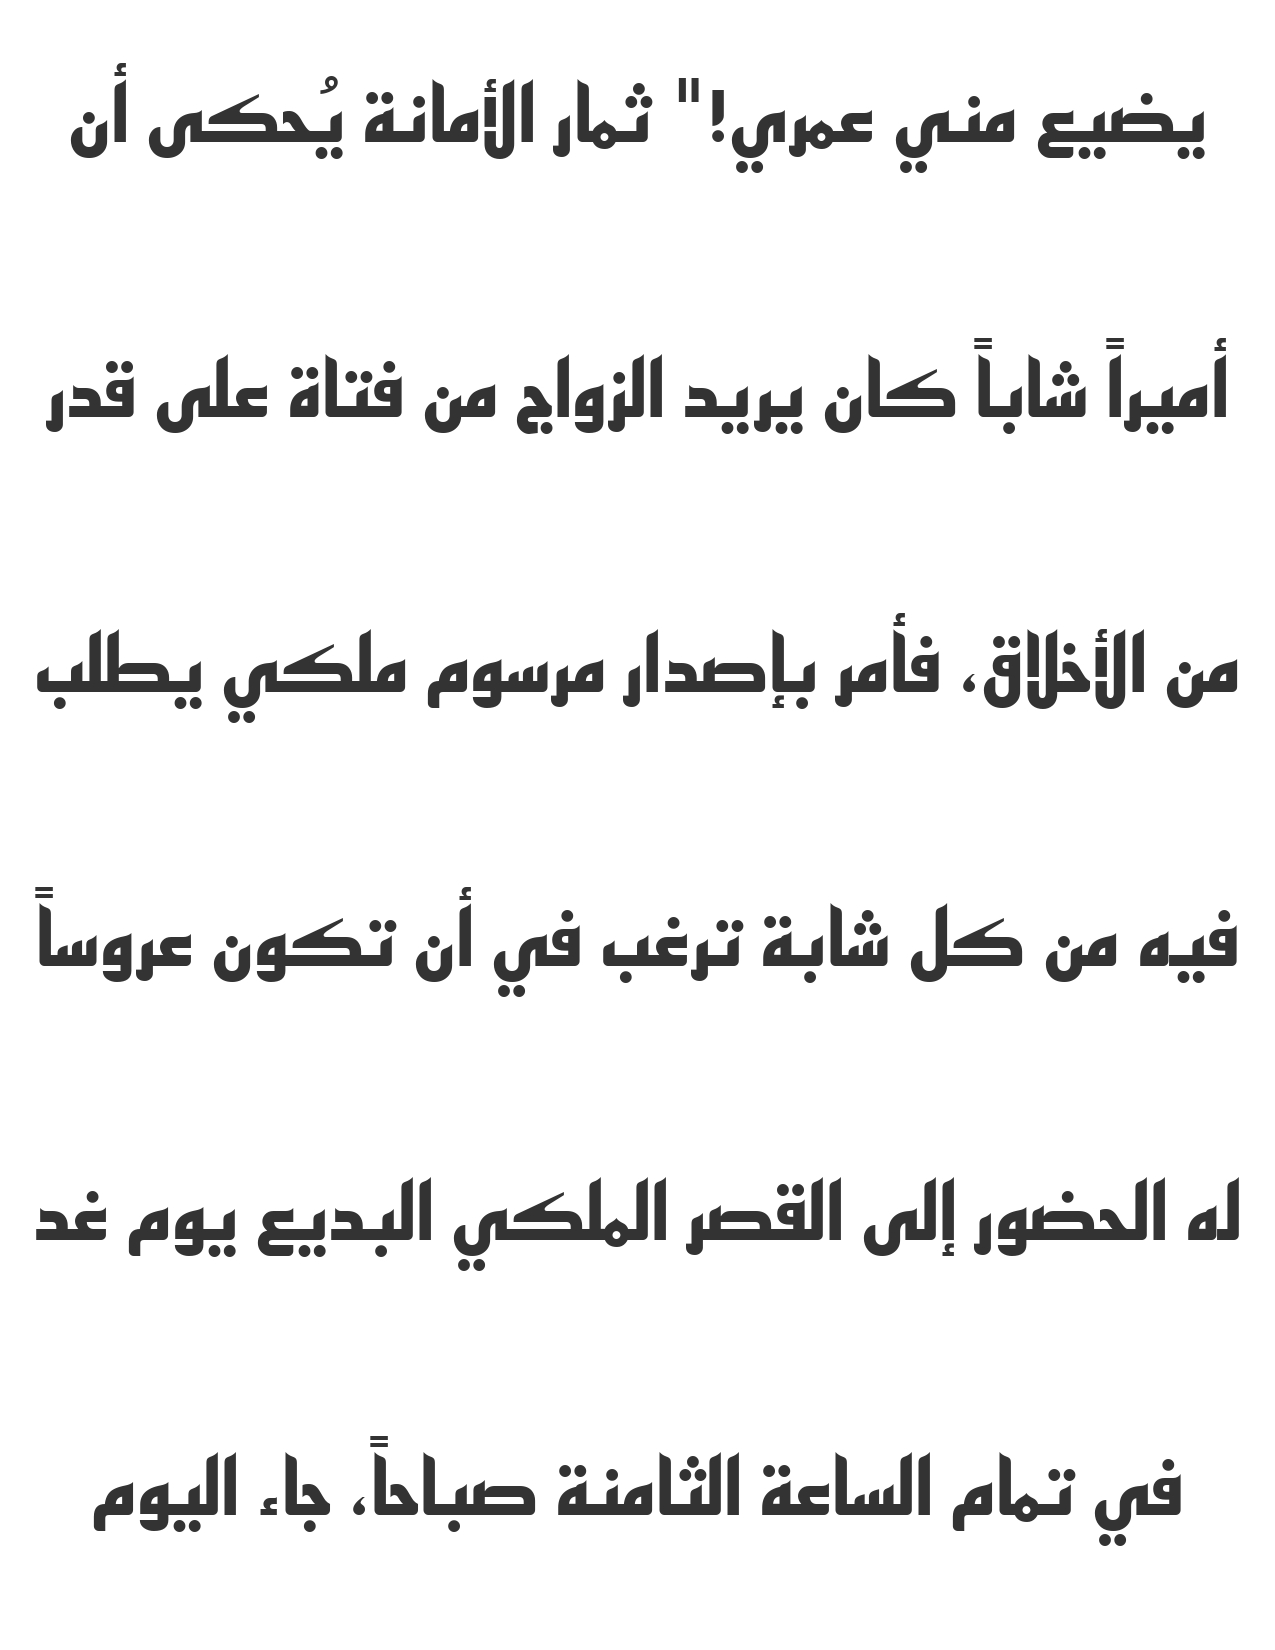 يضيع مني عمري!" ثمار الأمانة يُحكى أن
أميراً شاباً كان يريد الزواج من فتاة على قدر
من الأخلاق، فأمر بإصدار مرسوم ملكي يطلب
فيه من كل شابة ترغب في أن تكون عروساً
له الحضور إلى القصر الملكي البديع يوم غد
في تمام الساعة الثامنة صباحاً، جاء اليوم